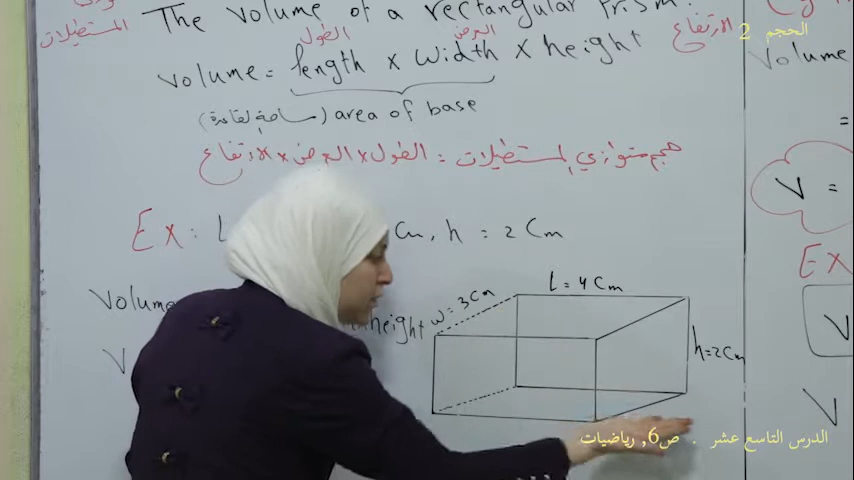 The volume of a rectangular prism.
المستطيلات
الطول العرض
volume = length x width x height الارتفاع
(مساحة القاعدة) area of base
حجم متوازي المستطيلات = الطول x العرض x الارتفاع
Ex: L cm, h = 2 cm
Volume height
V
w = 3 cm
L = 4 cm
h = 2 cm
Volume
=
V =
EX
V
V
الحجم 2
الدرس التاسع عشر . ص6, رياضيات